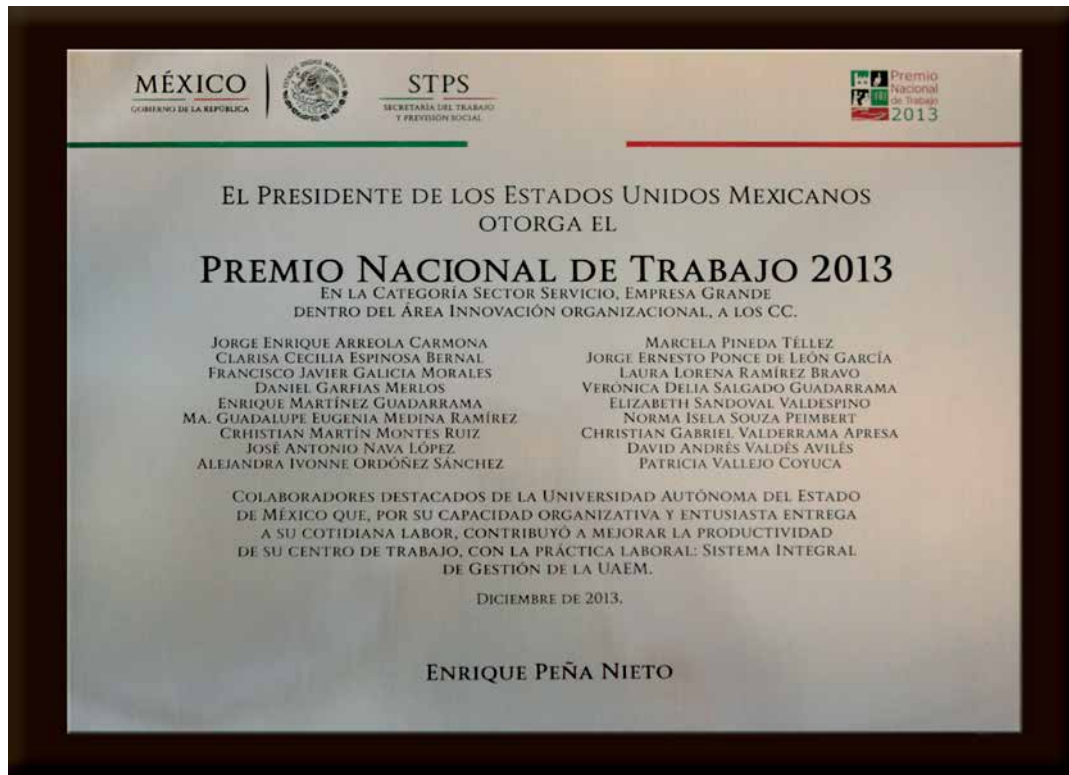 MÉXICO
GOBIERNO DE LA REPÚBLICA
ESTADOS UNIDOS MEXICANOS
STPS
SECRETARÍA DEL TRABAJO
Y PREVISIÓN SOCIAL
Premio
Nacional
de Trabajo
2013
EL PRESIDENTE DE LOS ESTADOS UNIDOS MEXICANOS
OTORGA EL
PREMIO NACIONAL DE TRABAJO 2013
EN LA CATEGORÍA SECTOR SERVICIO, EMPRESA GRANDE
DENTRO DEL ÁREA INNOVACIÓN ORGANIZACIONAL, A LOS CC.
JORGE ENRIQUE ARREOLA CARMONA
CLARISA CECILIA ESPINOSA BERNAL
FRANCISCO JAVIER GALICIA MORALES
DANIEL GARFIAS MERLOS
ENRIQUE MARTÍNEZ GUADARRAMA
MA. GUADALUPE EUGENIA MEDINA RAMÍREZ
CRHISTIAN MARTÍN MONTES RUIZ
JOSÉ ANTONIO NAVA LÓPEZ
ALEJANDRA IVONNE ORDÓÑEZ SÁNCHEZ
MARCELA PINEDA TÉLLEZ
JORGE ERNESTO PONCE DE LEÓN GARCÍA
LAURA LORENA RAMÍREZ BRAVO
VERÓNICA DELIA SALGADO GUADARRAMA
ELIZABETH SANDOVAL VALDESPINO
NORMA ISELA SOUZA PEIMBERT
CHRISTIAN GABRIEL VALDERRAMA APRESA
DAVID ANDRÉS VALDÉS AVILÉS
PATRICIA VALLEJO COYUCA
COLABORADORES DESTACADOS DE LA UNIVERSIDAD AUTÓNOMA DEL ESTADO
DE MÉXICO QUE, POR SU CAPACIDAD ORGANIZATIVA Y ENTUSIASTA ENTREGA
A SU COTIDIANA LABOR, CONTRIBUYÓ A MEJORAR LA PRODUCTIVIDAD
DE SU CENTRO DE TRABAJO, CON LA PRÁCTICA LABORAL: SISTEMA INTEGRAL
DE GESTIÓN DE LA UAEM.
DICIEMBRE DE 2013.
ENRIQUE PEÑA NIETO